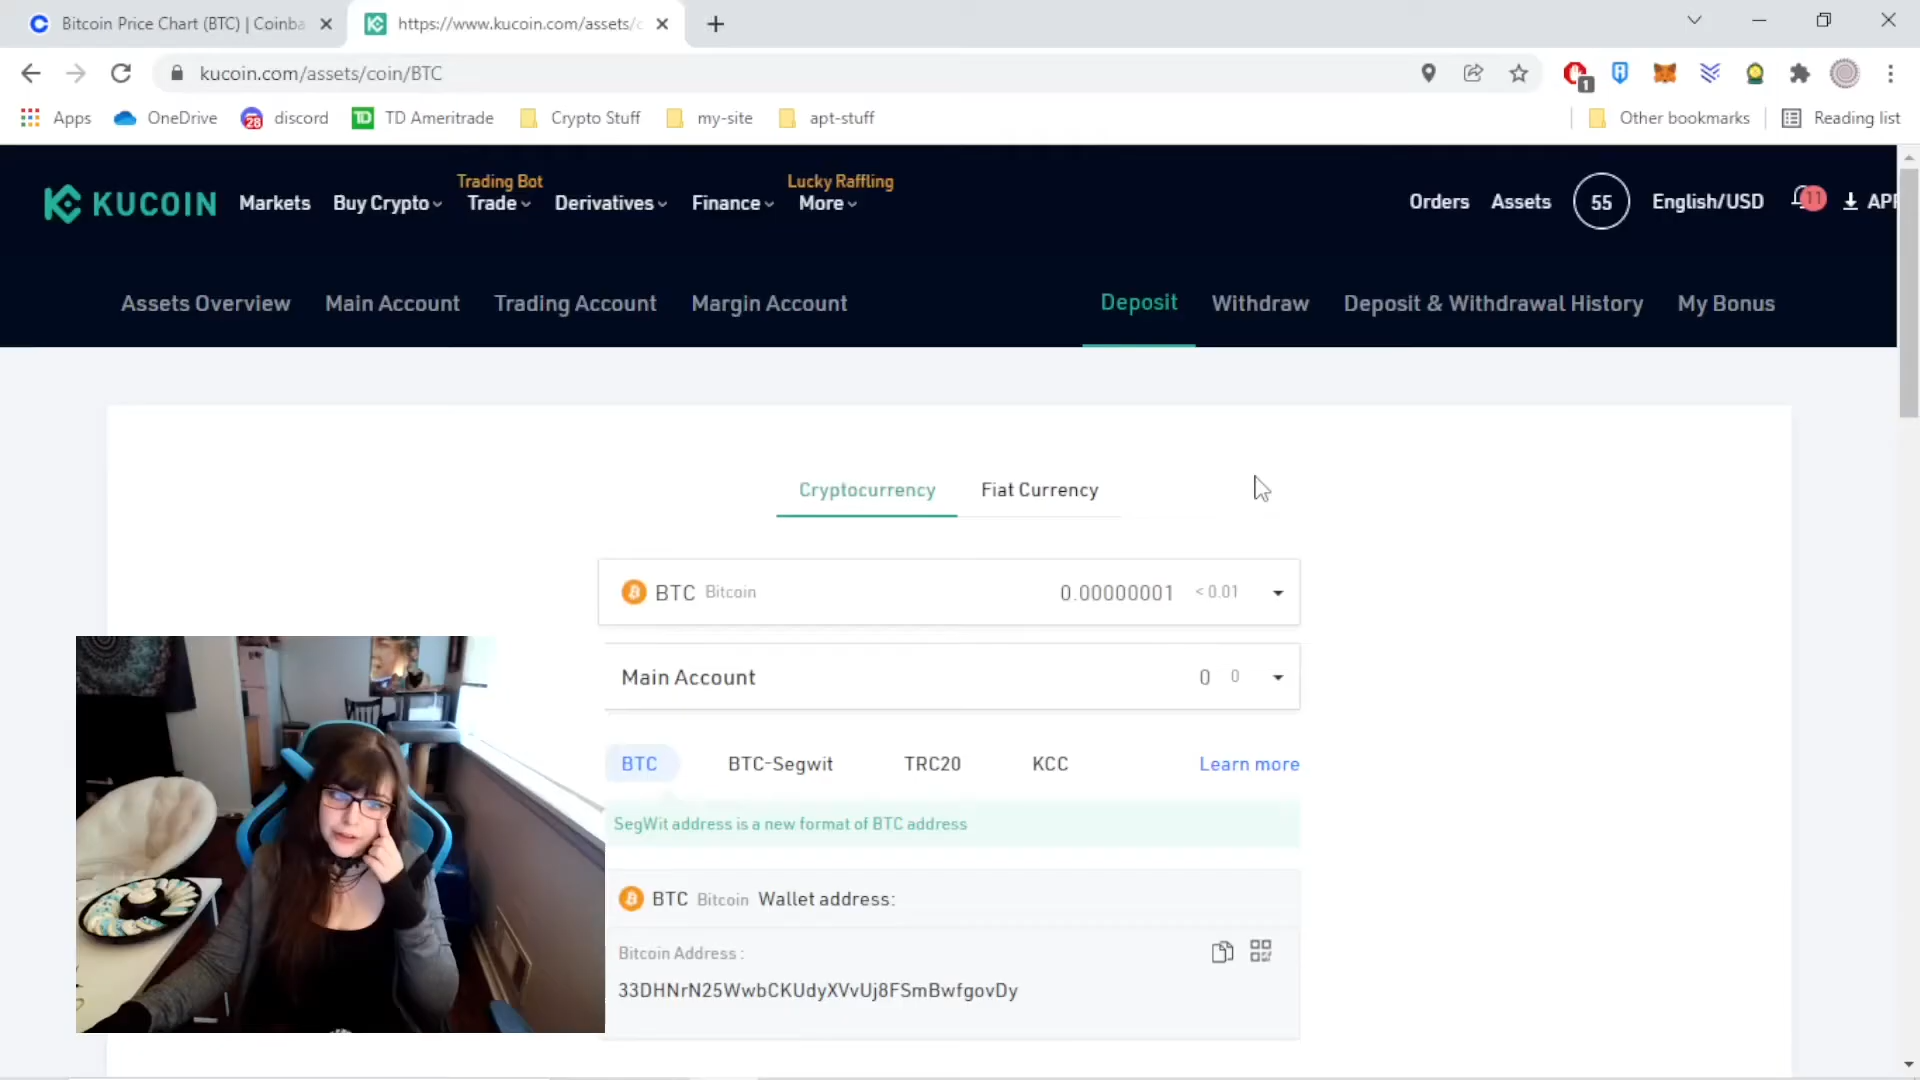 Bitcoin Price Chart (BTC) | Coinba
https://www.kucoin.com/assets/c
kucoin.com/assets/coin/BTC
1
Apps
OneDrive
28
discord
TD
TD Ameritrade
Crypto Stuff
my-site
apt-stuff
Other bookmarks
Reading list
KUCOIN
Markets
Buy Crypto
Trading Bot
Trade
Derivatives
Finance
Lucky Raffling
More
Orders
Assets
55
English/USD
11
APP
Assets Overview
Main Account
Trading Account
Margin Account
Deposit
Withdraw
Deposit & Withdrawal History
My Bonus
Cryptocurrency
Fiat Currency
BTC Bitcoin 0.00000001 < 0.01
Main Account 0 0
BTC BTC-Segwit TRC20 KCC Learn more
SegWit address is a new format of BTC address
BTC Bitcoin Wallet address:
Bitcoin Address :
33DHNrN25WwbCKUdyXVvUj8FSmBwfgovDy